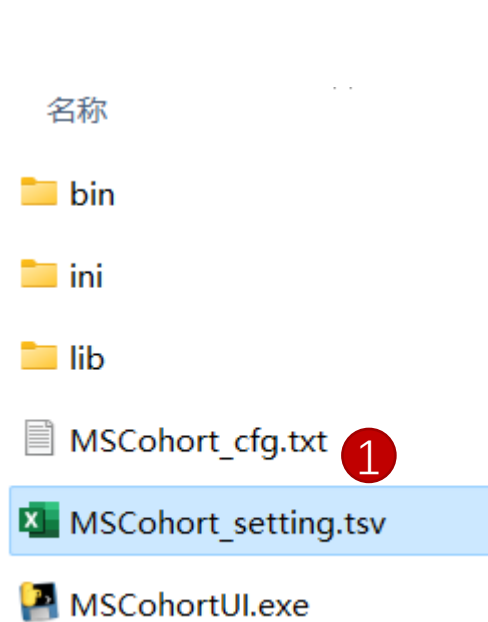 名称
bin
ini
lib
MSCohort_cfg.txt
1
MSCohort_setting.tsv
MSCohortUI.exe